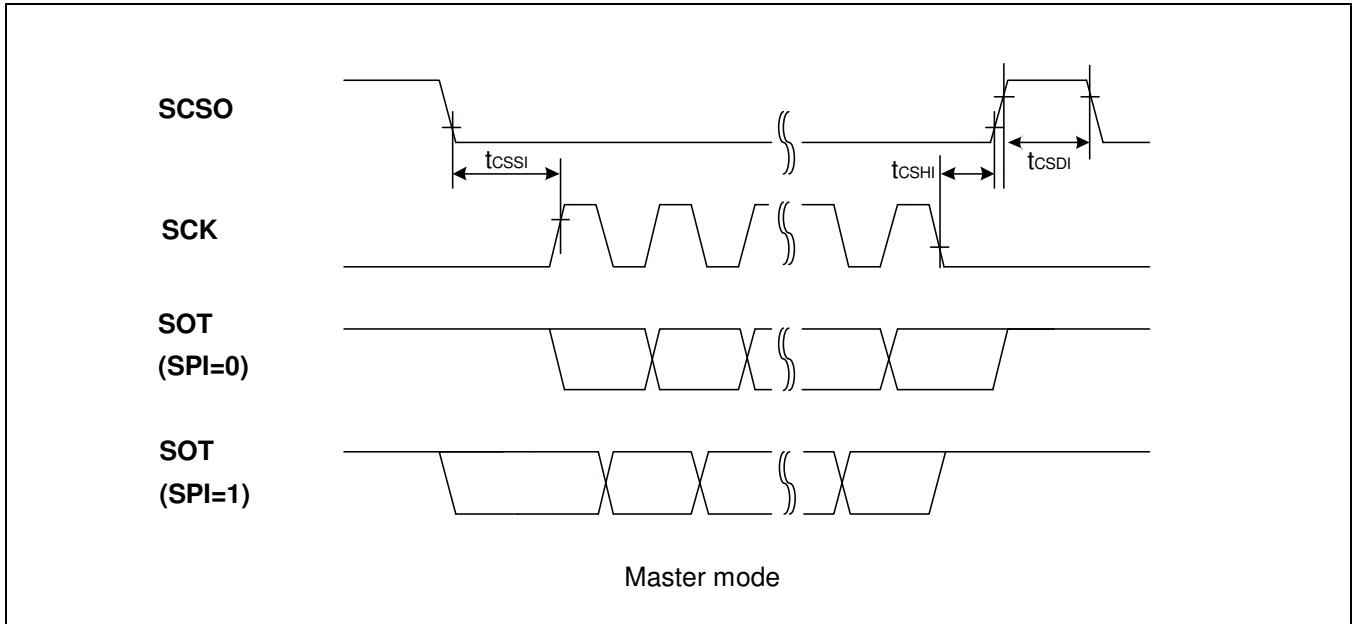 SCSO
tCSSI
tCSHI
tCSDI
SCK
SOT
(SPI=0)
SOT
(SPI=1)
Master mode